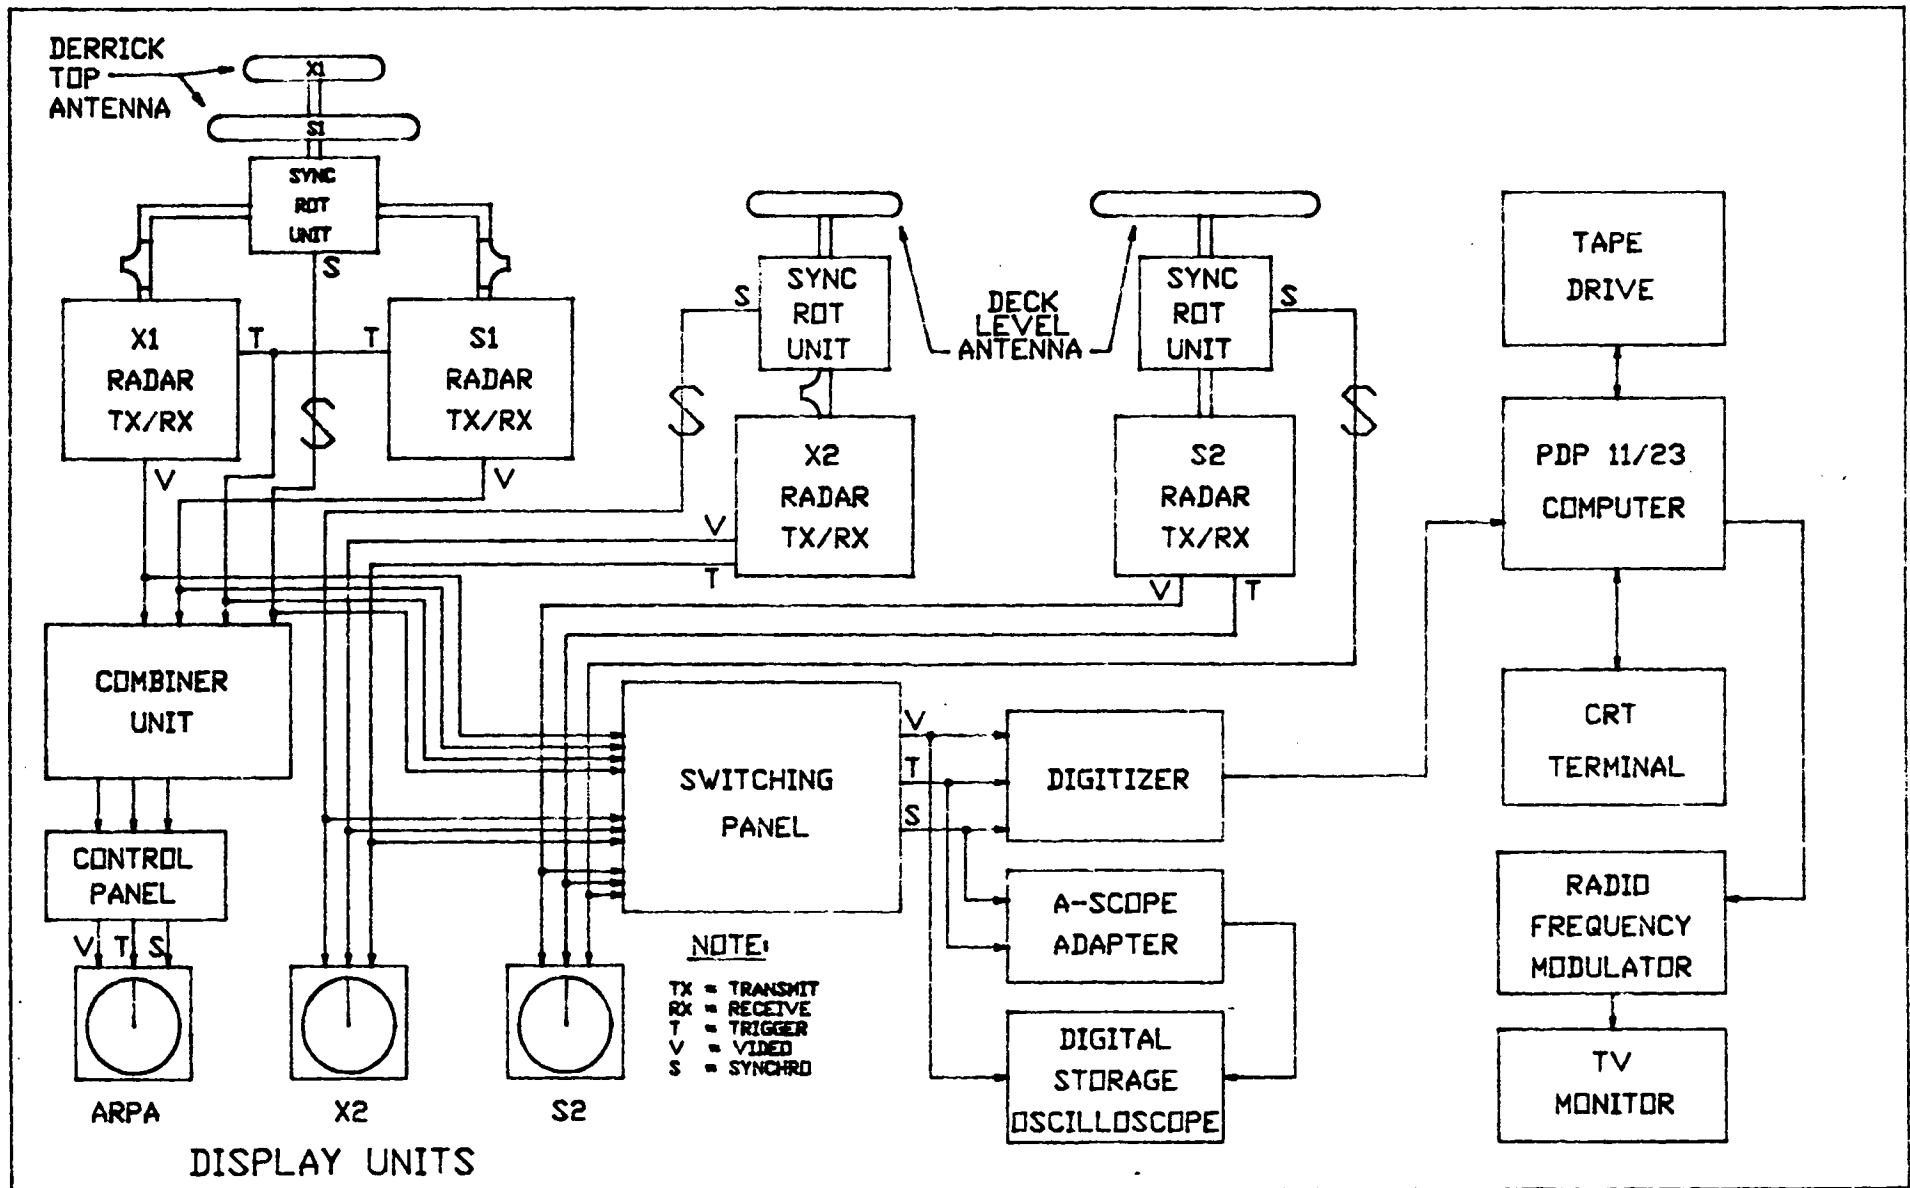 DERRICK
TOP
ANTENNA
X1
S1
SYNC
ROT
UNIT
S
X1
RADAR
TX/RX
T
T
S1
RADAR
TX/RX
V
V
SYNC
ROT
UNIT
S
DECK
LEVEL
ANTENNA
SYNC
ROT
UNIT
S
X2
RADAR
TX/RX
V
T
S2
RADAR
TX/RX
V
T
TAPE
DRIVE
PDP 11/23
COMPUTER
CRT
TERMINAL
RADIO
FREQUENCY
MODULATOR
TV
MONITOR
COMBINER
UNIT
CONTROL
PANEL
V T S
SWITCHING
PANEL
V
T
S
DIGITIZER
A-SCOPE
ADAPTER
DIGITAL
STORAGE
OSCILLOSCOPE
NOTE:
TX = TRANSMIT
RX = RECEIVE
T = TRIGGER
V = VIDEO
S = SYNCHRO
ARPA
X2
S2
DISPLAY UNITS